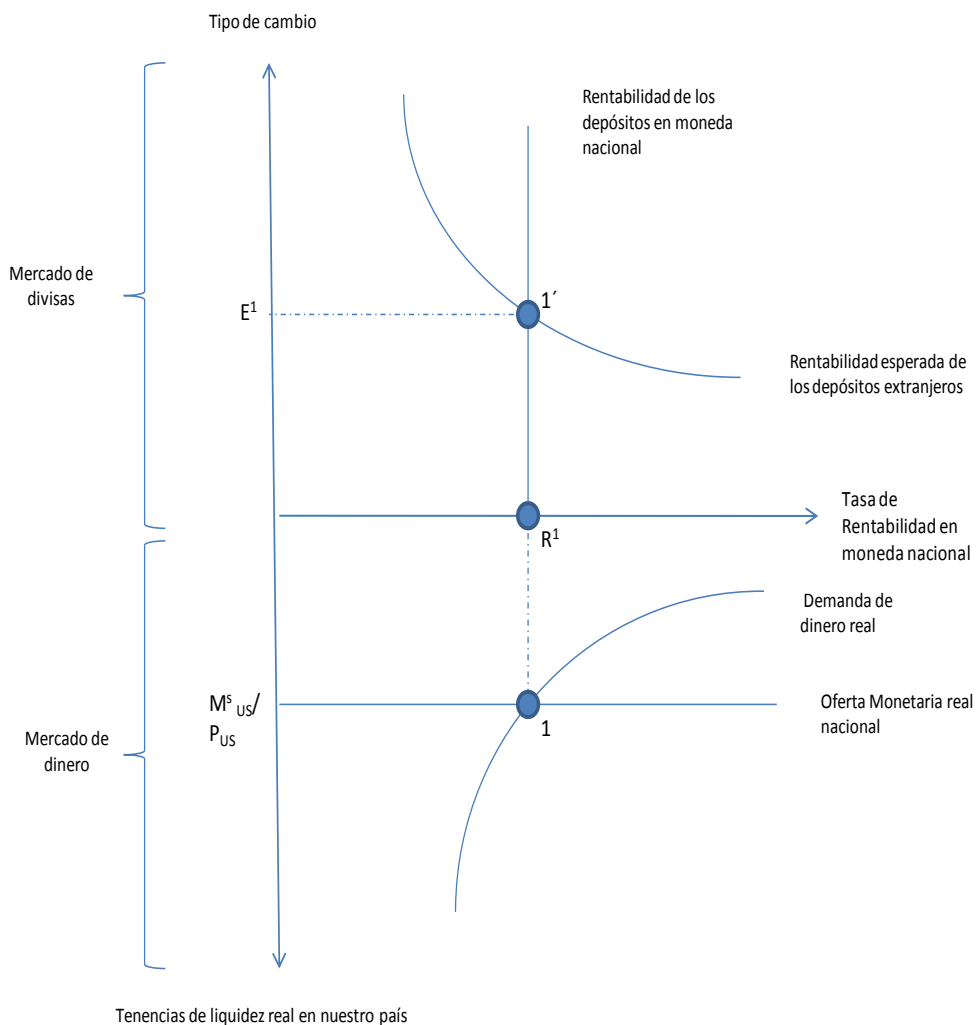 Tipo de cambio
Rentabilidad de los
depósitos en moneda
nacional
Mercado de
divisas
E¹
1´
Rentabilidad esperada de
los depósitos extranjeros
Tasa de
Rentabilidad en
moneda nacional
R¹
Demanda de
dinero real
Mˢ US/
P US
Oferta Monetaria real
nacional
1
Mercado de
dinero
Tenencias de liquidez real en nuestro país